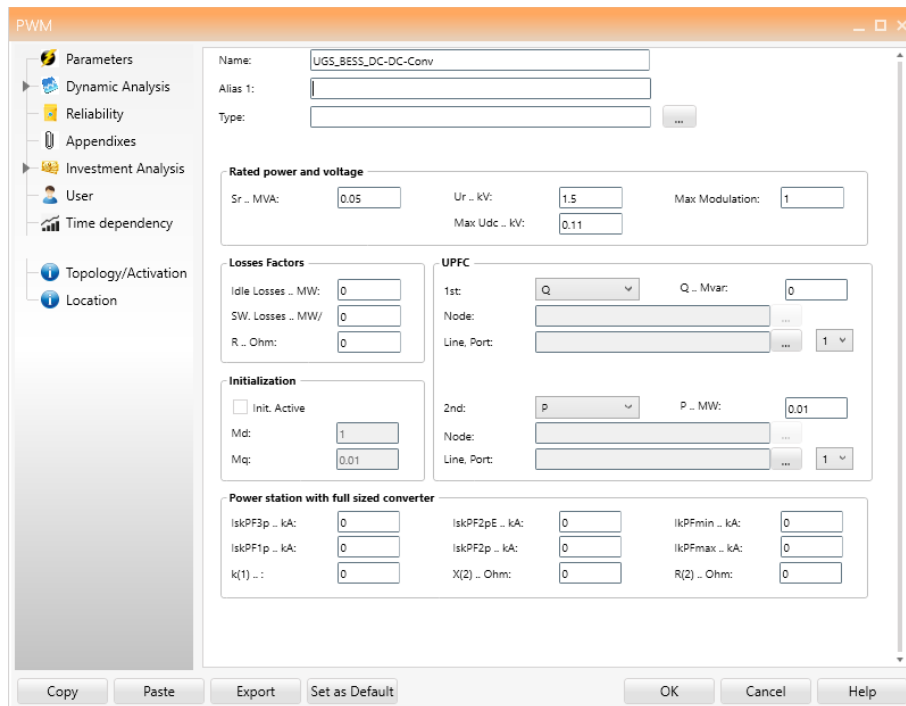 PWM
Parameters
Dynamic Analysis
Reliability
Appendixes
Investment Analysis
User
Time dependency
Topology/Activation
Location
Name: UGS_BESS_DC-DC-Conv
Alias 1:
Type: ...
Rated power and voltage
Sr .. MVA: 0.05 Ur .. kV: 1.5 Max Modulation: 1
Max Udc .. kV: 0.11
Losses Factors
Idle Losses .. MW: 0
SW. Losses .. MW/ 0
R .. Ohm: 0
UPFC
1st: Q Q .. Mvar: 0
Node: ...
Line, Port: ... 1
2nd: P P .. MW: 0.01
Node: ...
Line, Port: ... 1
Initialization
Init. Active
Md: 1
Mq: 0.01
Power station with full sized converter
IskPF3p .. kA: 0 IskPF2pE .. kA: 0 IkPFmin .. kA: 0
IskPF1p .. kA: 0 IskPF2p .. kA: 0 IkPFmax .. kA: 0
k(1) .. : 0 X(2) .. Ohm: 0 R(2) .. Ohm: 0
Copy Paste Export Set as Default OK Cancel Help